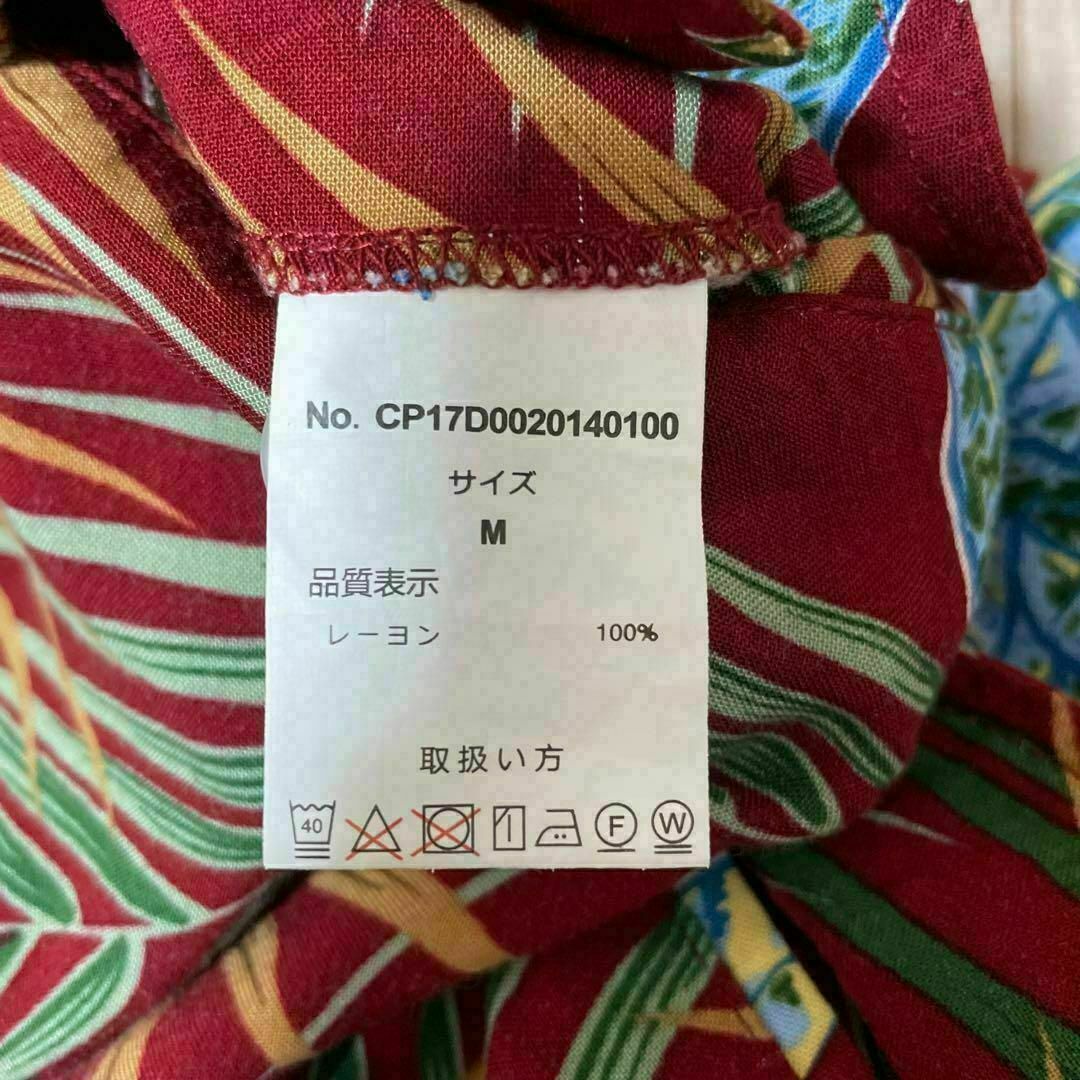 No. CP17D0020140100
サイズ
M
品質表示
レーヨン 100%
取扱い方
40 F W